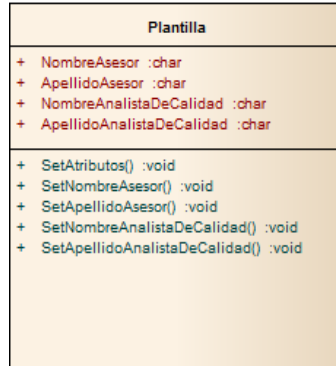 Plantilla
+ NombreAsesor :char
+ ApellidoAsesor :char
+ NombreAnalistaDeCalidad :char
+ ApellidoAnalistaDeCalidad :char
+ SetAtributos() :void
+ SetNombreAsesor() :void
+ SetApellidoAsesor() :void
+ SetNombreAnalistaDeCalidad() :void
+ SetApellidoAnalistaDeCalidad() :void